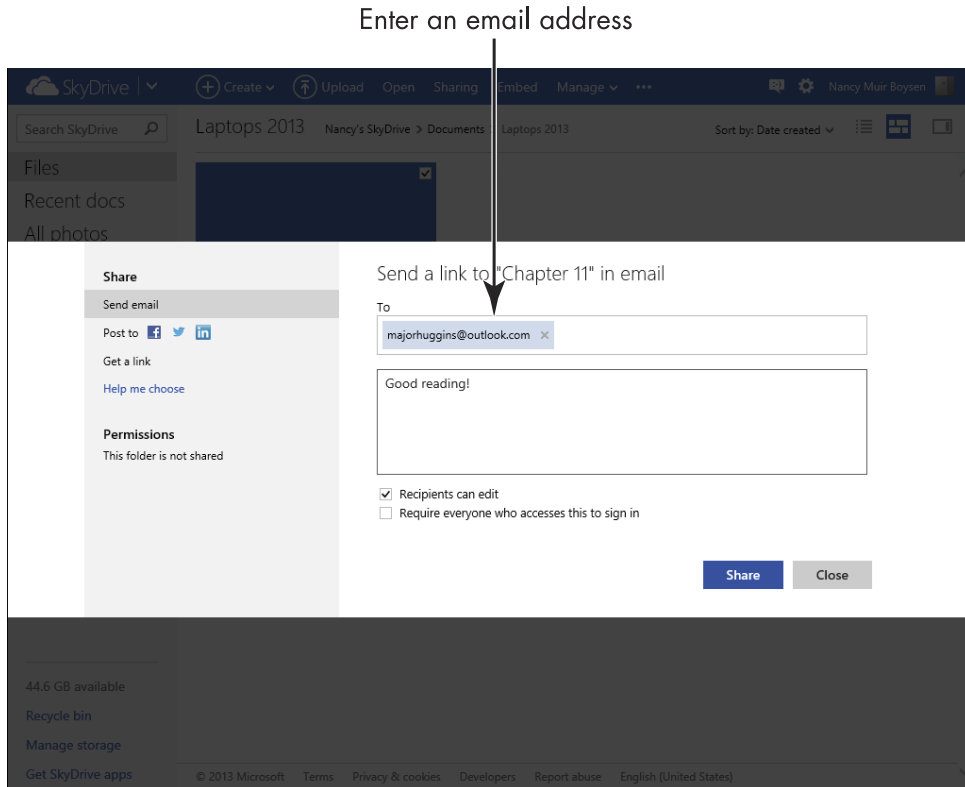 Enter an email address
SkyDrive Create Upload Open Sharing Embed Manage ••• Nancy Muir Boysen
Search SkyDrive Laptops 2013 Nancy's SkyDrive > Documents > Laptops 2013 Sort by: Date created
Files
Recent docs
All photos
Share
Send email
Post to
Get a link
Help me choose
Permissions
This folder is not shared
Send a link to "Chapter 11" in email
To
majorhuggins@outlook.com ×
Good reading!
Recipients can edit
Require everyone who accesses this to sign in
Share Close
44.6 GB available
Recycle bin
Manage storage
Get SkyDrive apps
© 2013 Microsoft Terms Privacy & cookies Developers Report abuse English (United States)